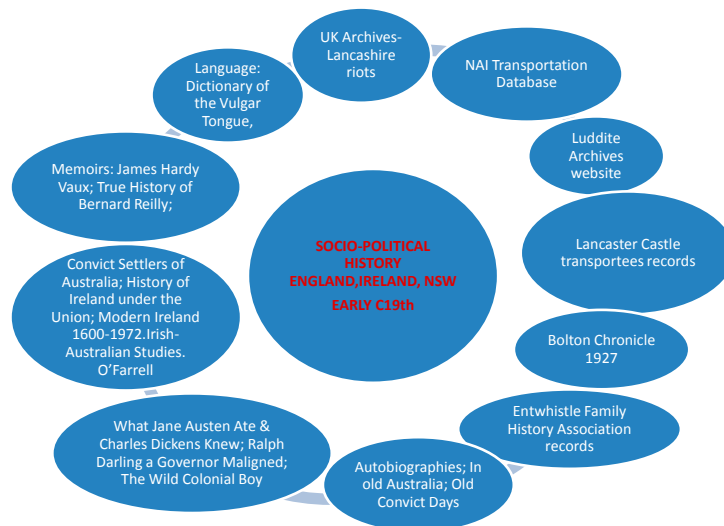 UK Archives-
Lancashire
riots
NAI Transportation
Database
Luddite
Archives
website
Lancaster Castle
transportees records
Bolton Chronicle
1927
Entwhistle Family
History Association
records
Autobiographies; In
old Australia; Old
Convict Days
What Jane Austen Ate &
Charles Dickens Knew; Ralph
Darling a Governor Maligned;
The Wild Colonial Boy
Convict Settlers of
Australia; History of
Ireland under the
Union; Modern Ireland
1600-1972.Irish-
Australian Studies.
O'Farrell
Memoirs: James Hardy
Vaux; True History of
Bernard Reilly;
Language:
Dictionary of
the Vulgar
Tongue,
SOCIO-POLITICAL
HISTORY
ENGLAND,IRELAND, NSW
EARLY C19th